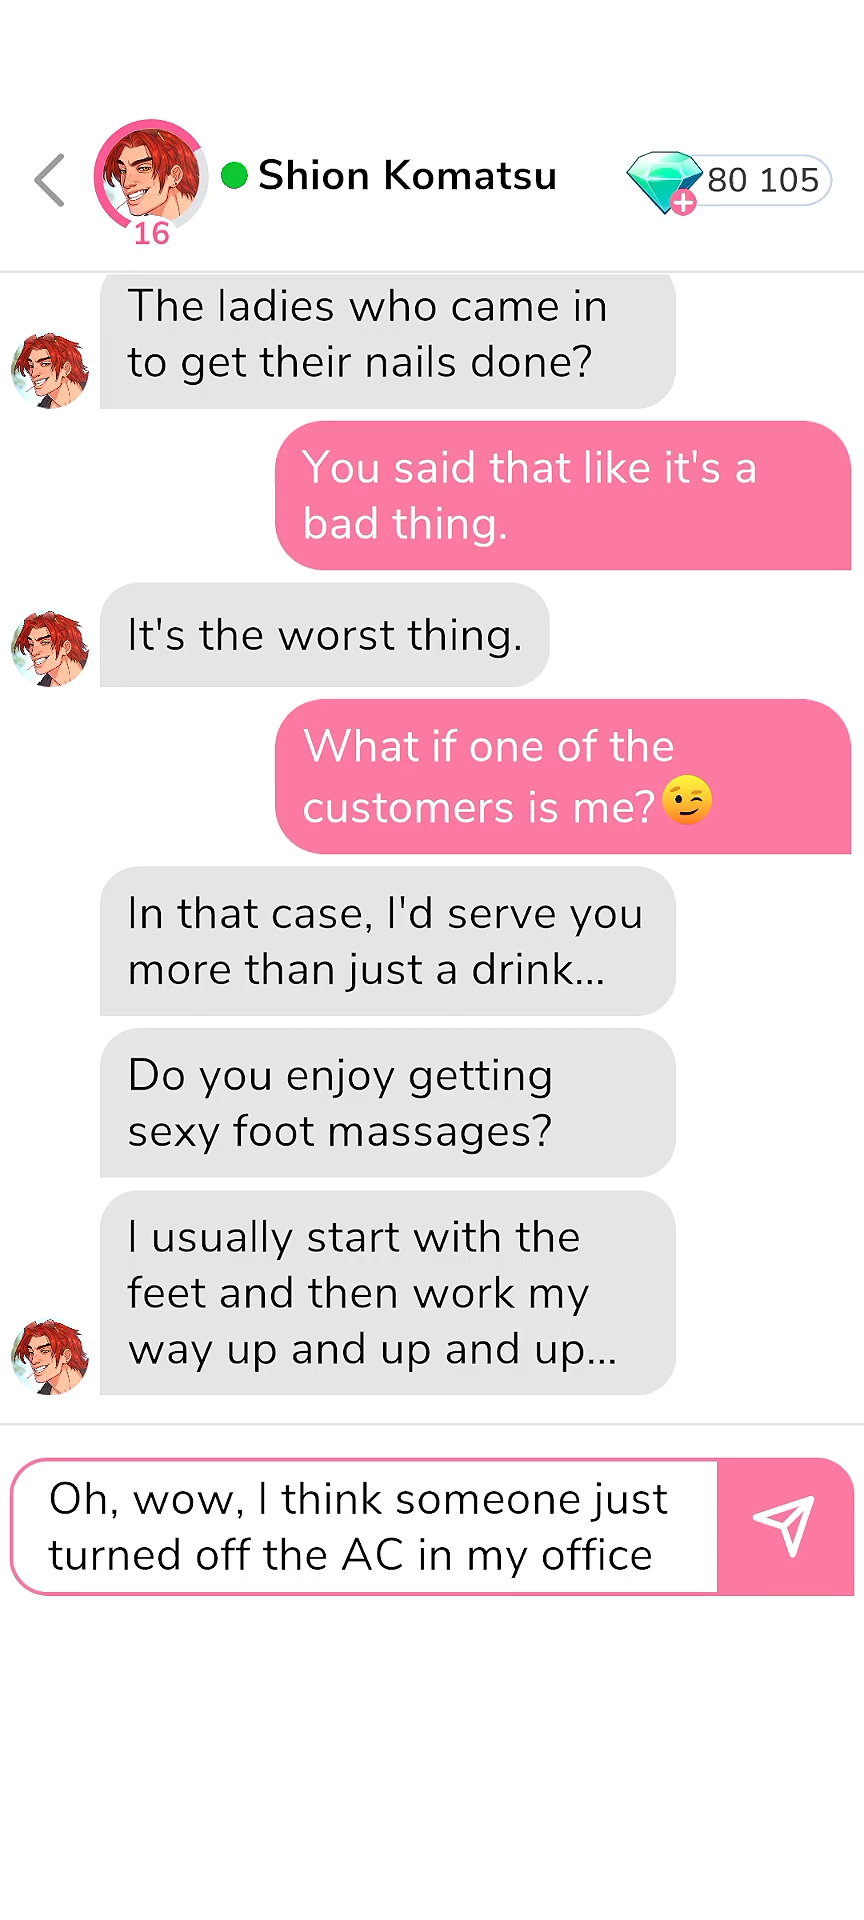 Shion Komatsu
80 105
16
The ladies who came in
to get their nails done?
You said that like it's a
bad thing.
It's the worst thing.
What if one of the
customers is me?😉
In that case, I'd serve you
more than just a drink...
Do you enjoy getting
sexy foot massages?
I usually start with the
feet and then work my
way up and up and up...
Oh, wow, I think someone just
turned off the AC in my office